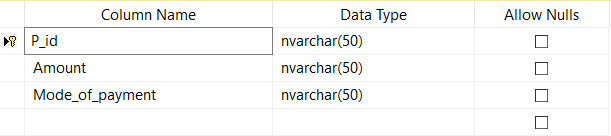 Column Name Data Type Allow Nulls
P_id nvarchar(50)
Amount nvarchar(50)
Mode_of_payment nvarchar(50)